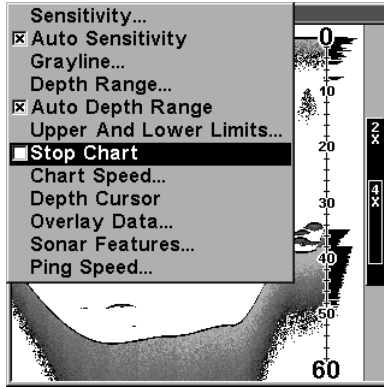 Sensitivity...
Auto Sensitivity
Grayline...
Depth Range...
Auto Depth Range
Upper And Lower Limits...
Stop Chart
Chart Speed...
Depth Cursor
Overlay Data...
Sonar Features...
Ping Speed...
0
10
20
30
40
50
60
2X
4X